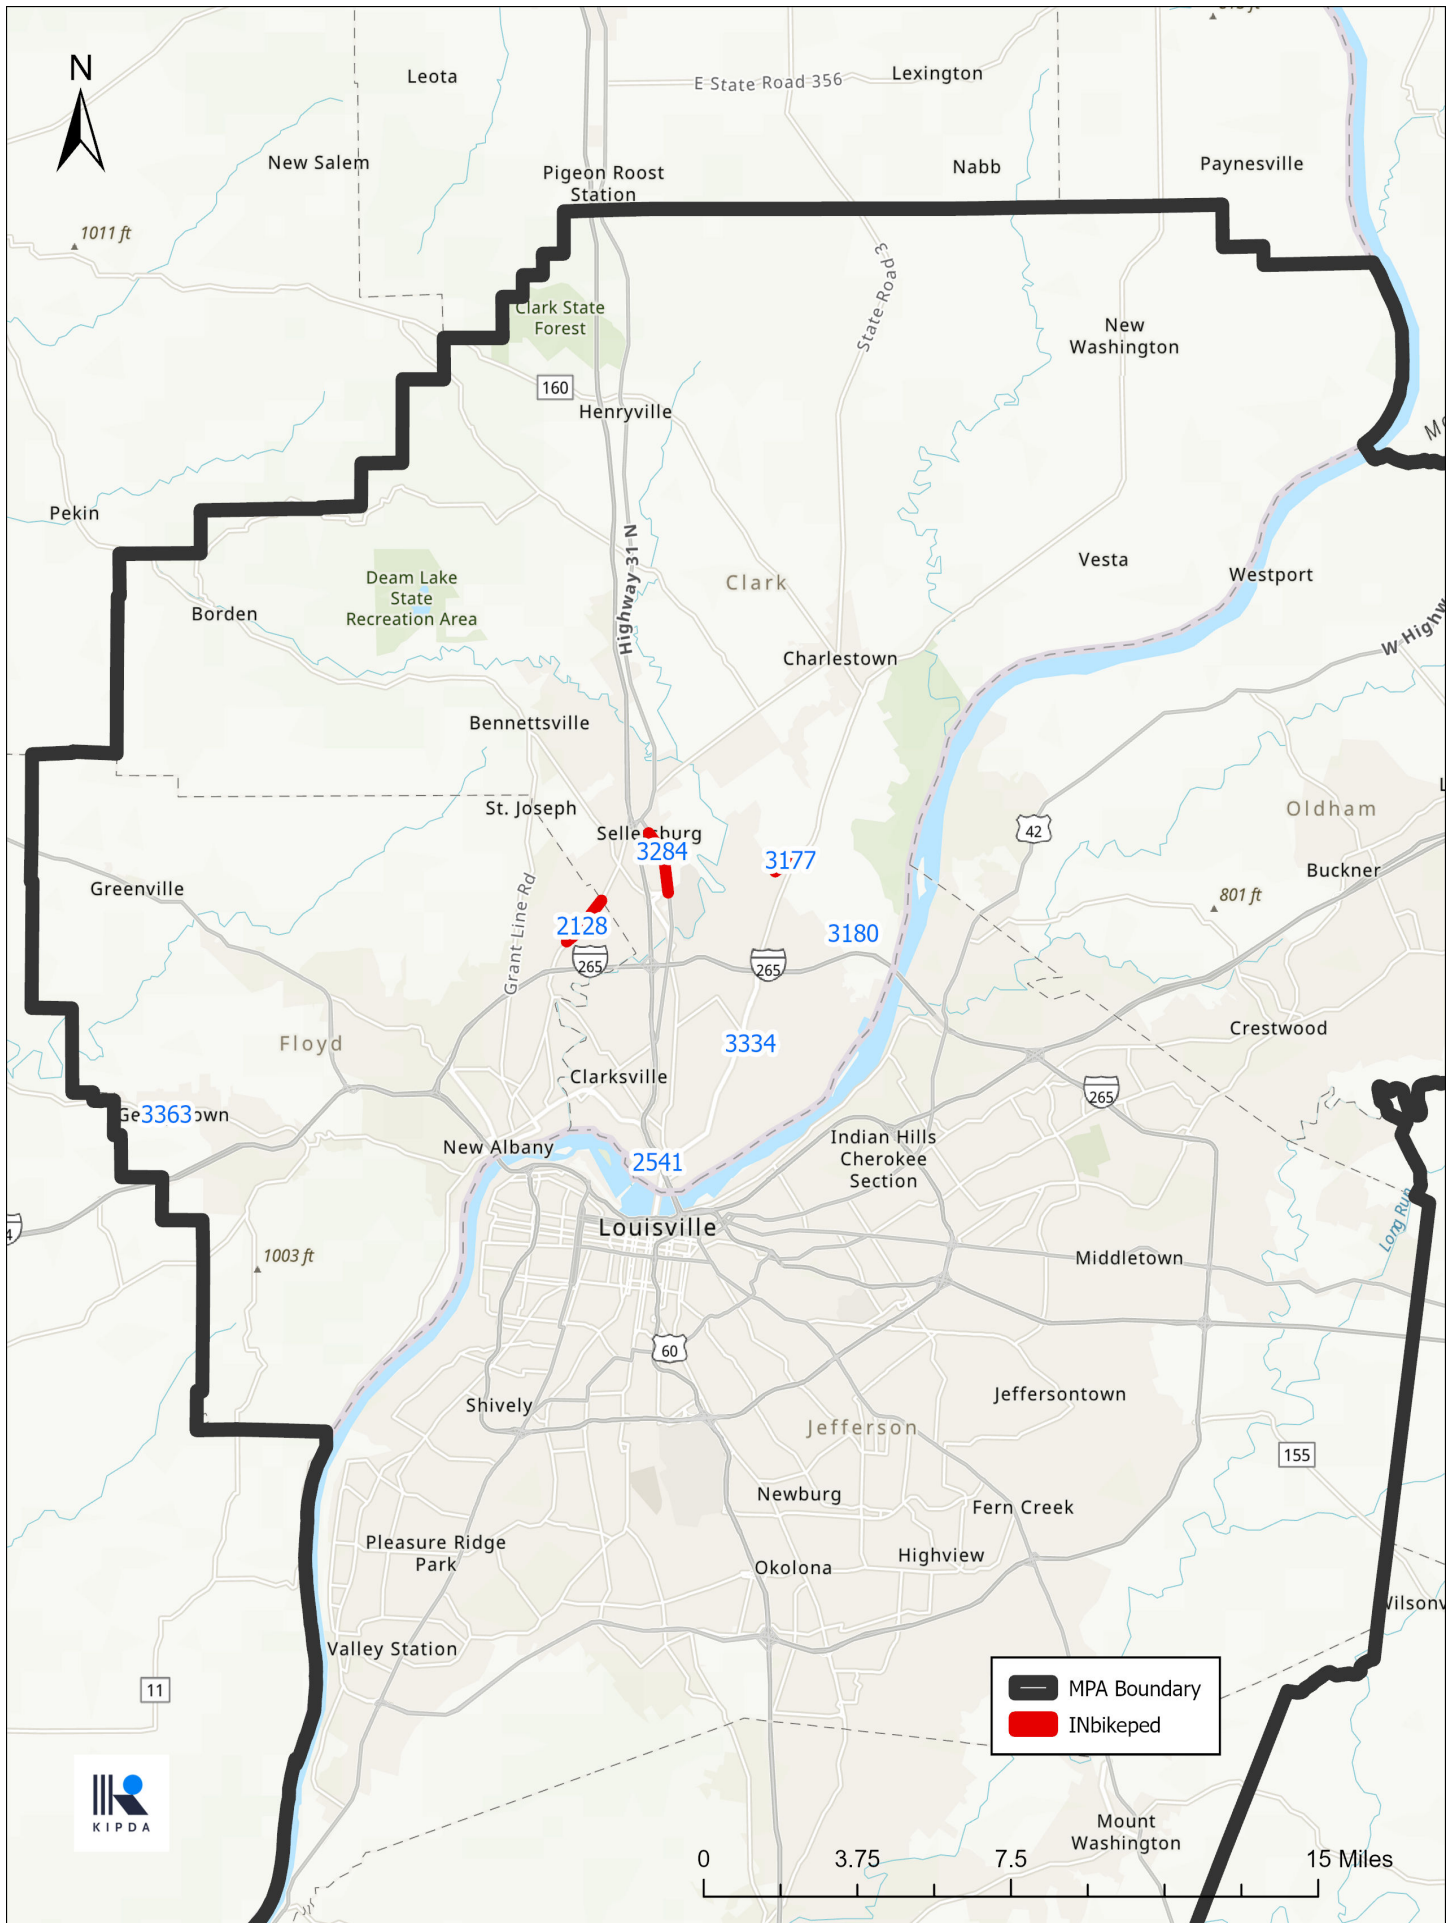 N
Leota
E State Road 356
Lexington
New Salem
Pigeon Roost
Station
Nabb
Paynesville
1011 ft
State Road 3
Clark State
Forest
New
Washington
160
Henryville
Pekin
Highway 31 N
Deam Lake
State
Recreation Area
Clark
Vesta
Westport
Borden
W Highw
Charlestown
Bennettsville
St. Joseph
Oldham
Sellersburg
42
3284
3177
Buckner
Greenville
801 ft
Grant Line Rd
2128
3180
265
265
Crestwood
Floyd
3334
Clarksville
265
3363
New Albany
Indian Hills
Cherokee
Section
2541
Long Run
Louisville
1003 ft
Middletown
60
Jeffersontown
Shively
Jefferson
155
Newburg
Fern Creek
Pleasure Ridge
Park
Highview
Okolona
Valley Station
11
MPA Boundary
INbikeped
KIPDA
Mount
Washington
0 3.75 7.5 15 Miles